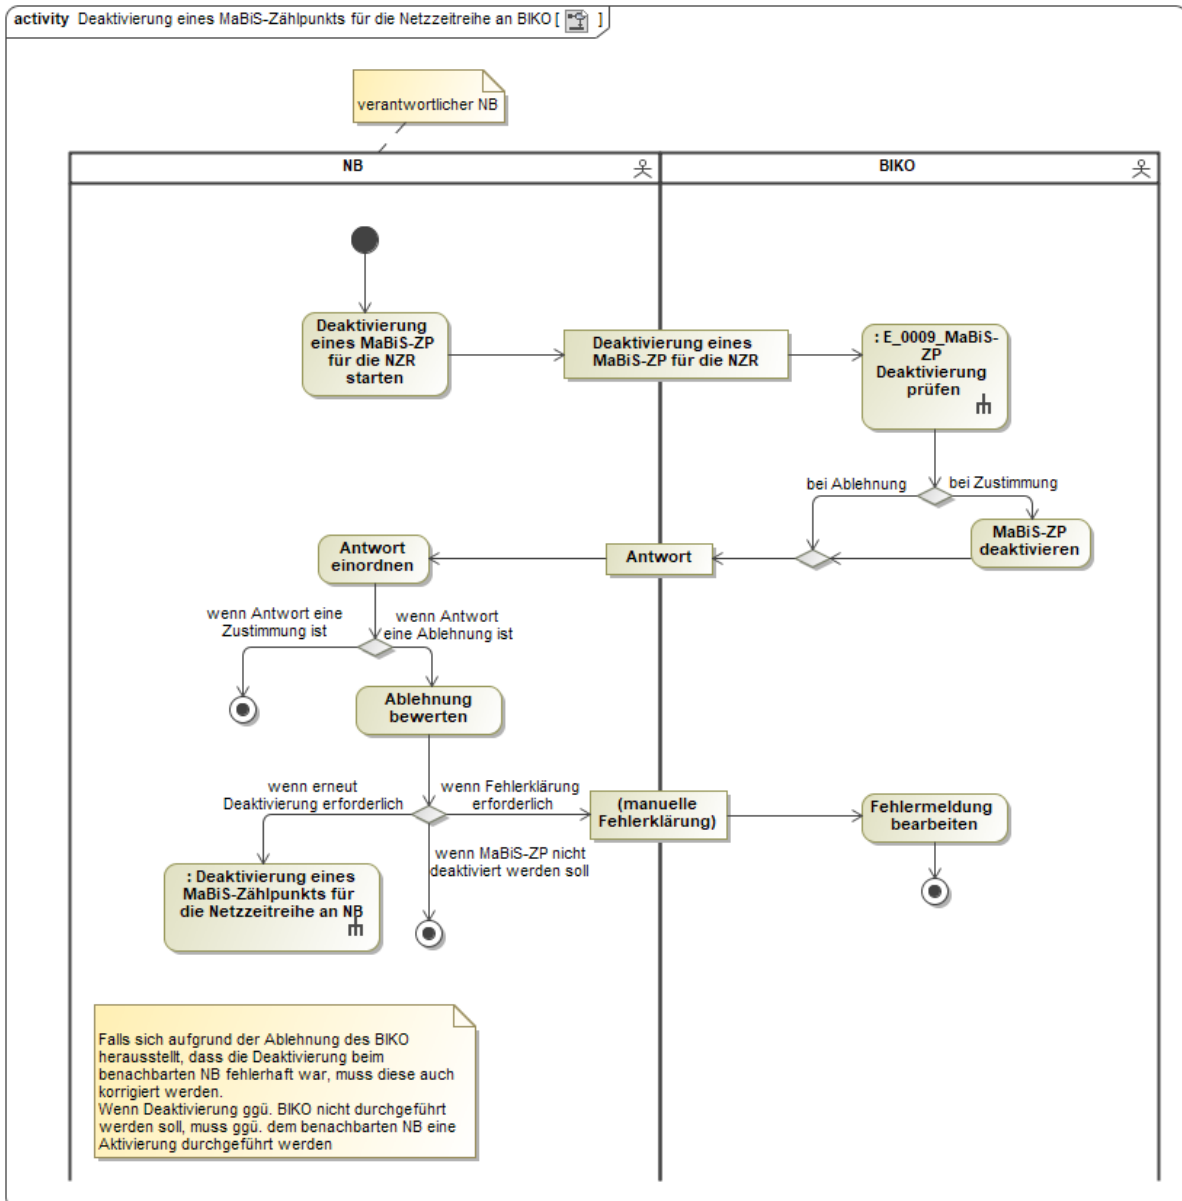 activity Deaktivierung eines MaBiS-Zählpunkts für die Netzzeitreihe an BIKO [ ]
verantwortlicher NB
NB
BIKO
Deaktivierung
eines MaBiS-ZP
für die NZR
starten
Deaktivierung eines
MaBiS-ZP für die NZR
: E_0009_MaBiS-
ZP
Deaktivierung
prüfen
bei Ablehnung
bei Zustimmung
MaBiS-ZP
deaktivieren
Antwort
Antwort
einordnen
wenn Antwort eine
Zustimmung ist
wenn Antwort
eine Ablehnung ist
Ablehnung
bewerten
wenn erneut
Deaktivierung erforderlich
wenn Fehlerklärung
erforderlich
(manuelle
Fehlerklärung)
Fehlermeldung
bearbeiten
wenn MaBiS-ZP nicht
deaktiviert werden soll
: Deaktivierung eines
MaBiS-Zählpunkts für
die Netzzeitreihe an NB
Falls sich aufgrund der Ablehnung des BIKO
herausstellt, dass die Deaktivierung beim
benachbarten NB fehlerhaft war, muss diese auch
korrigiert werden.
Wenn Deaktivierung ggü. BIKO nicht durchgeführt
werden soll, muss ggü. dem benachbarten NB eine
Aktivierung durchgeführt werden